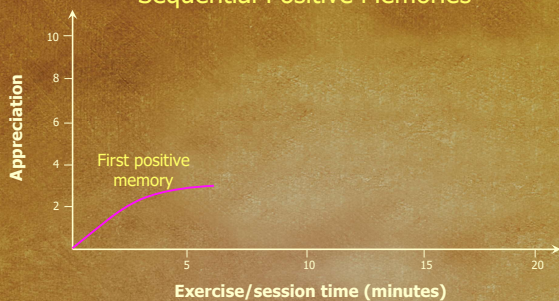 Sequential Positive Memories
10
8
6
4
2
Appreciation
First positive
memory
5
10
15
20
Exercise/session time (minutes)